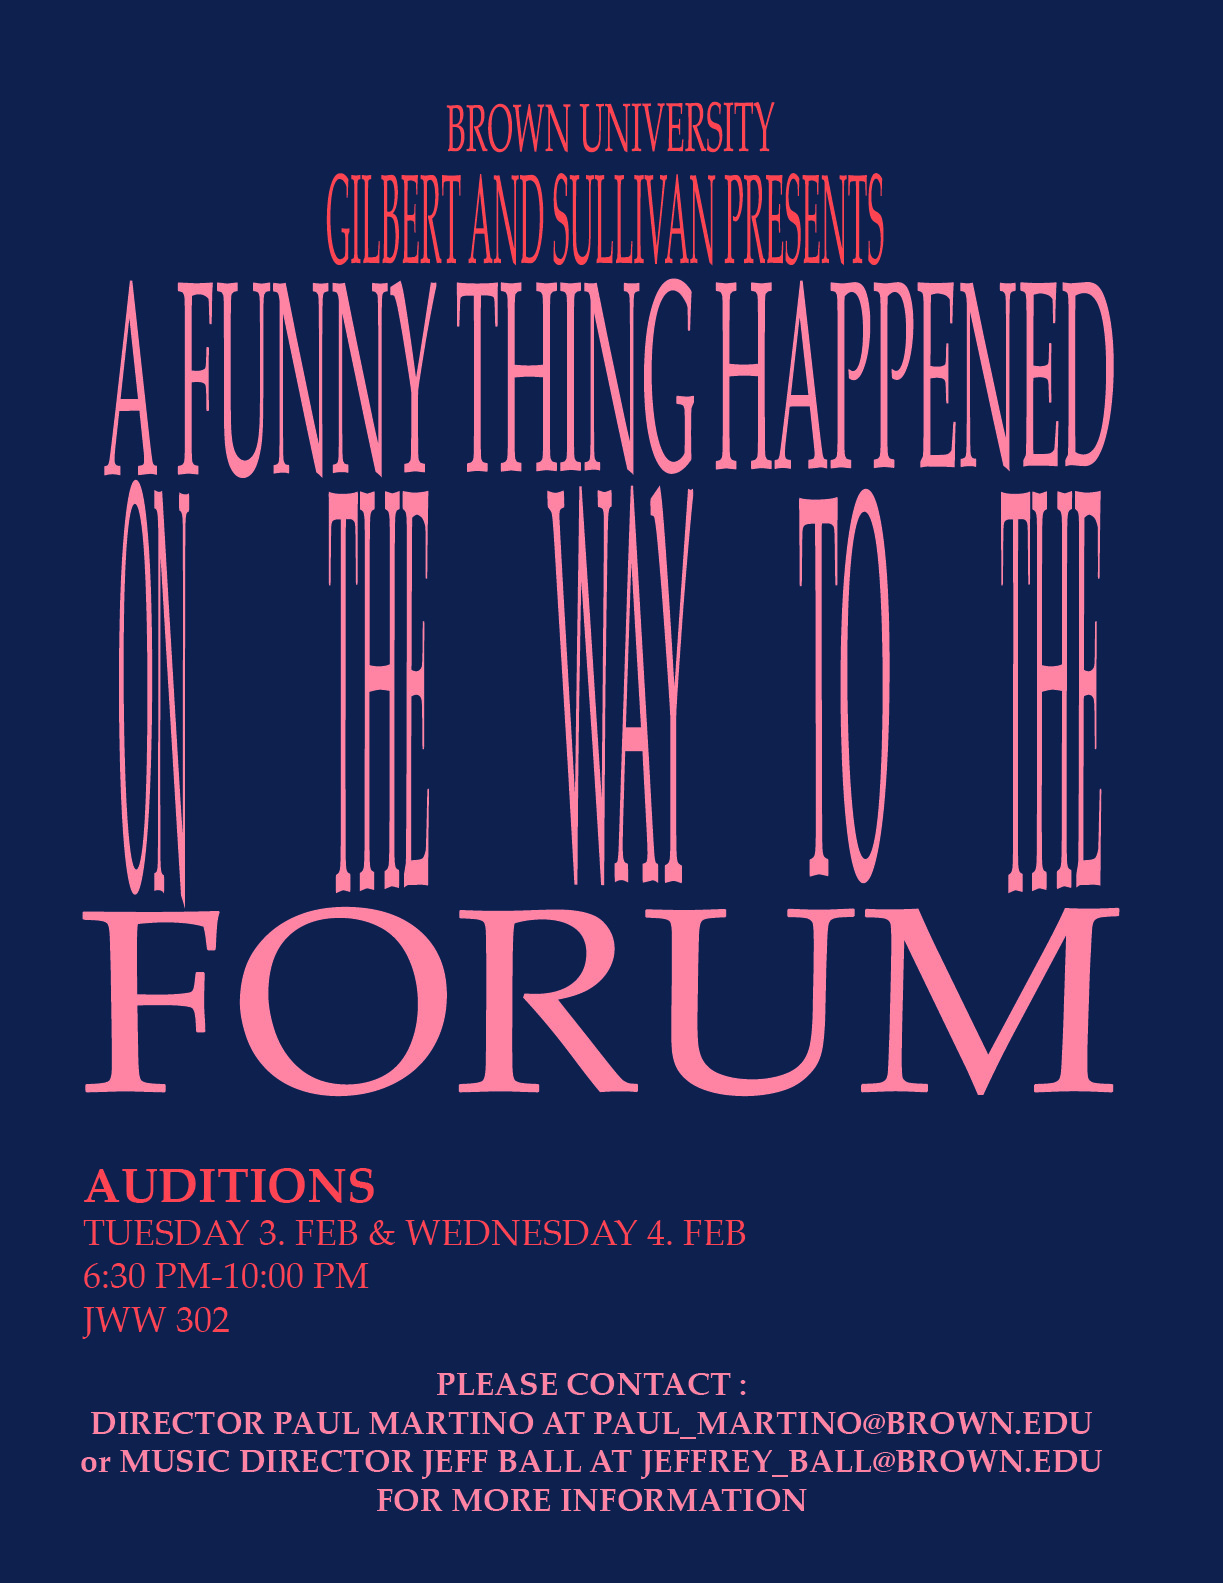 BROWN UNIVERSITY
GILBERT AND SULLIVAN PRESENTS
A FUNNY THING HAPPENED
ON THE WAY TO THE
FORUM
AUDITIONS
TUESDAY 3. FEB & WEDNESDAY 4. FEB
6:30 PM-10:00 PM
JWW 302
PLEASE CONTACT :
DIRECTOR PAUL MARTINO AT PAUL_MARTINO@BROWN.EDU
or MUSIC DIRECTOR JEFF BALL AT JEFFREY_BALL@BROWN.EDU
FOR MORE INFORMATION